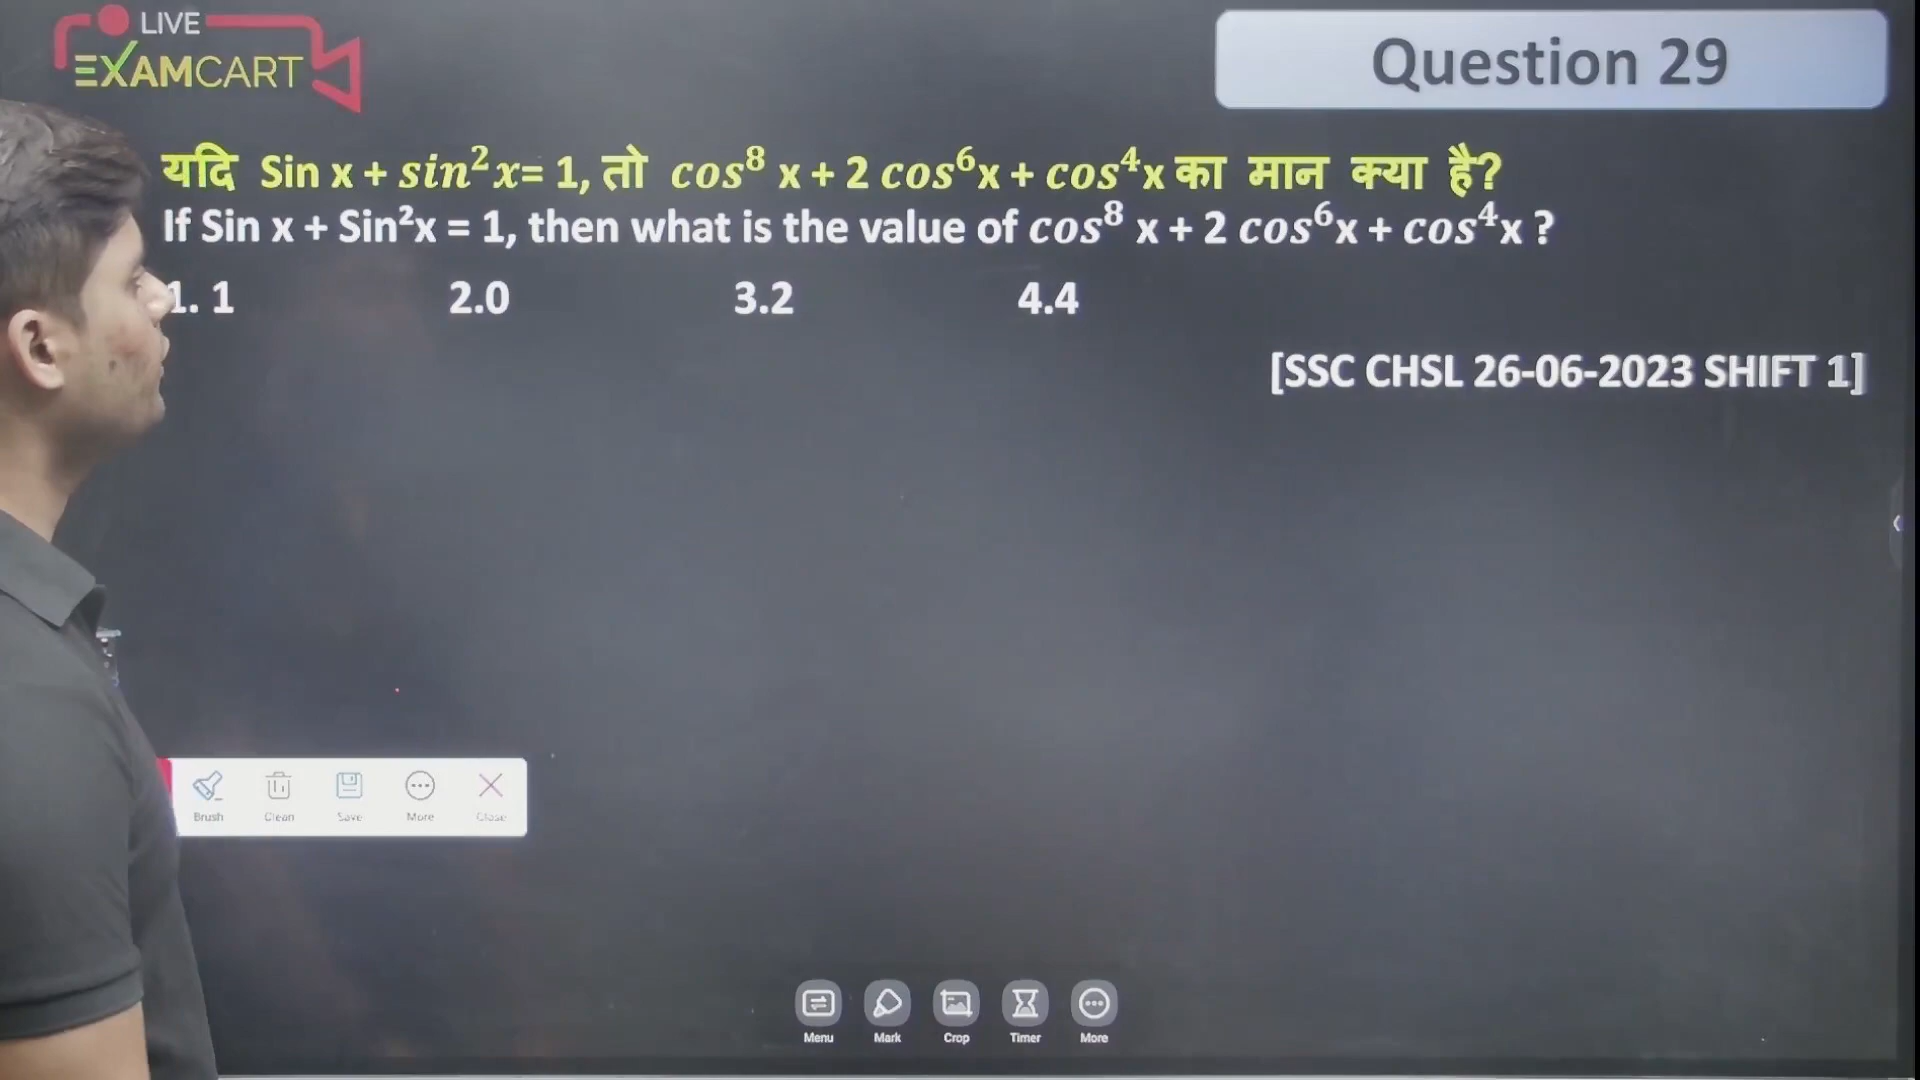 LIVE
EXAMCART
Question 29
यदि Sin x + sin²x= 1, तो cos⁸ x + 2 cos⁶x + cos⁴x का मान क्या है?
If Sin x + Sin²x = 1, then what is the value of cos⁸ x + 2 cos⁶x + cos⁴x ?
1. 1 2.0 3.2 4.4
[SSC CHSL 26-06-2023 SHIFT 1]
Brush Clean Save More Close
Menu Mark Crop Timer More